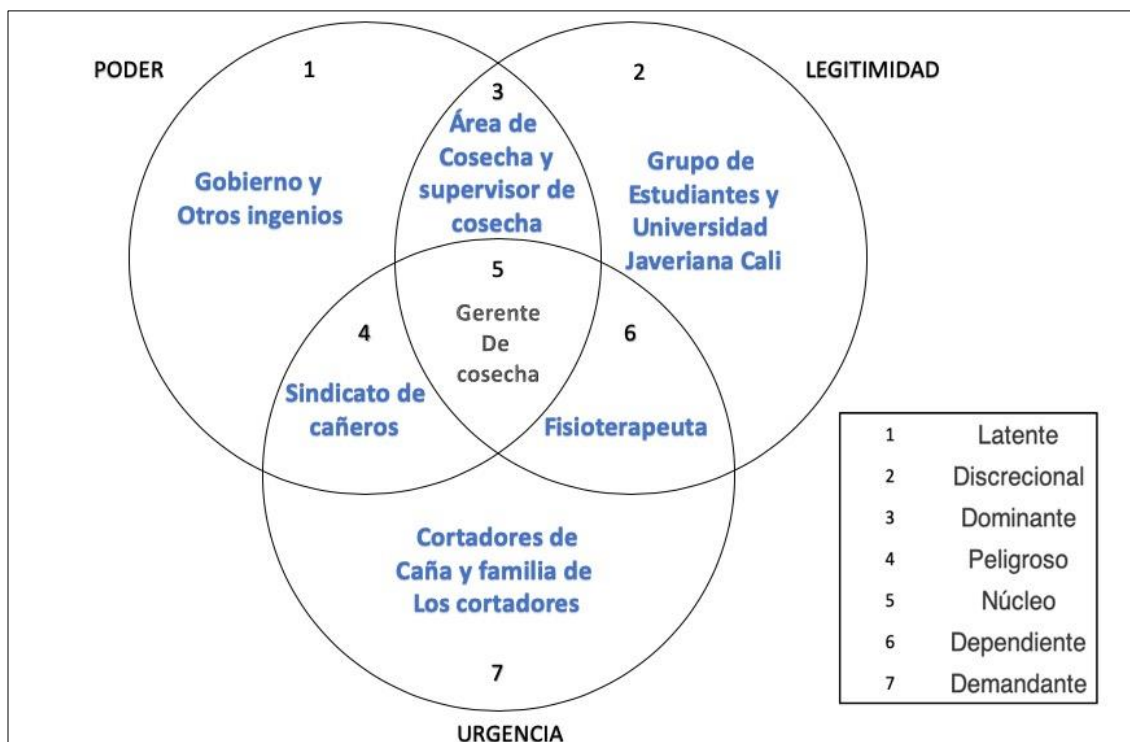 PODER
1
2
LEGITIMIDAD
3
Área de
Cosecha y
supervisor de
cosecha
Gobierno y
Otros ingenios
Grupo de
Estudiantes y
Universidad
Javeriana Cali
5
Gerente
De
cosecha
4
Sindicato de
cañeros
6
Fisioterapeuta
Cortadores de
Caña y familia de
Los cortadores
7
URGENCIA
1 Latente
2 Discrecional
3 Dominante
4 Peligroso
5 Núcleo
6 Dependiente
7 Demandante